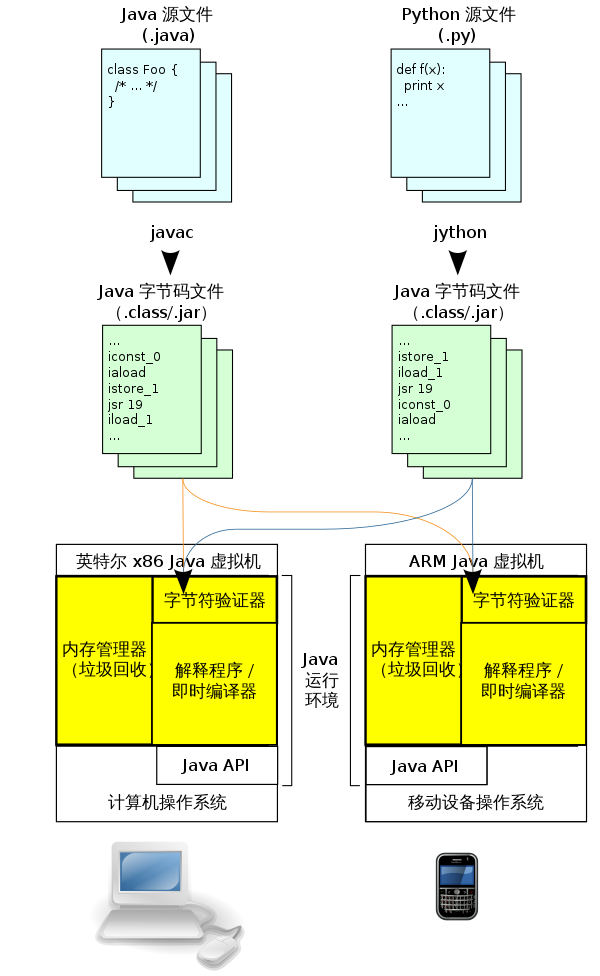 Java 源文件
(.java)
class Foo {
/* ... */
}
Python 源文件
(.py)
def f(x):
print x
...
javac
jython
Java 字节码文件
（.class/.jar）
...
iconst_0
iaload
istore_1
jsr 19
iload_1
...
Java 字节码文件
（.class/.jar）
...
istore_1
iload_1
jsr 19
iconst_0
iaload
...
英特尔 x86 Java 虚拟机
字节符验证器
内存管理器
（垃圾回收）
解释程序 /
即时编译器
Java API
计算机操作系统
Java
运行
环境
ARM Java 虚拟机
字节符验证器
内存管理器
（垃圾回收）
解释程序 /
即时编译器
Java API
移动设备操作系统